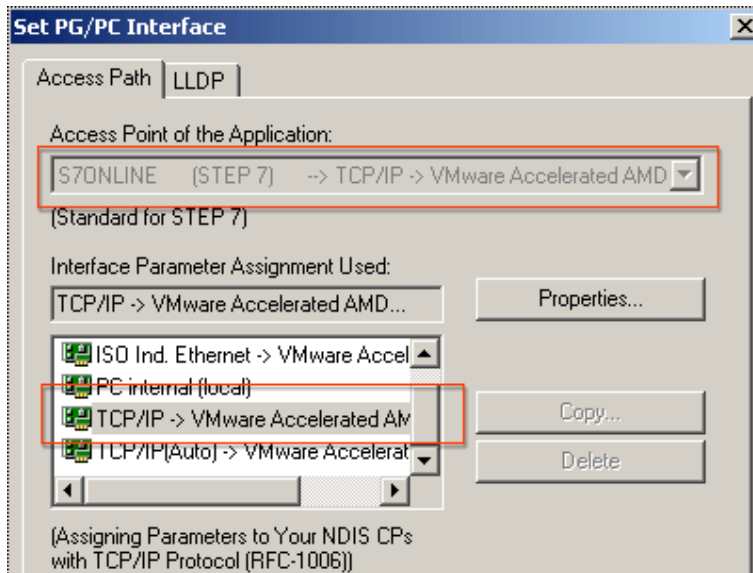 Set PG/PC Interface
Access Path
LLDP
Access Point of the Application:
S7ONLINE (STEP 7) --> TCP/IP -> VMware Accelerated AMD
(Standard for STEP 7)
Interface Parameter Assignment Used:
TCP/IP -> VMware Accelerated AMD...
Properties...
ISO Ind. Ethernet -> VMware Accel
PC internal (local)
TCP/IP -> VMware Accelerated AM
TCP/IP(Auto) -> VMware Accelerat
Copy...
Delete
(Assigning Parameters to Your NDIS CPs
with TCP/IP Protocol (RFC-1006))